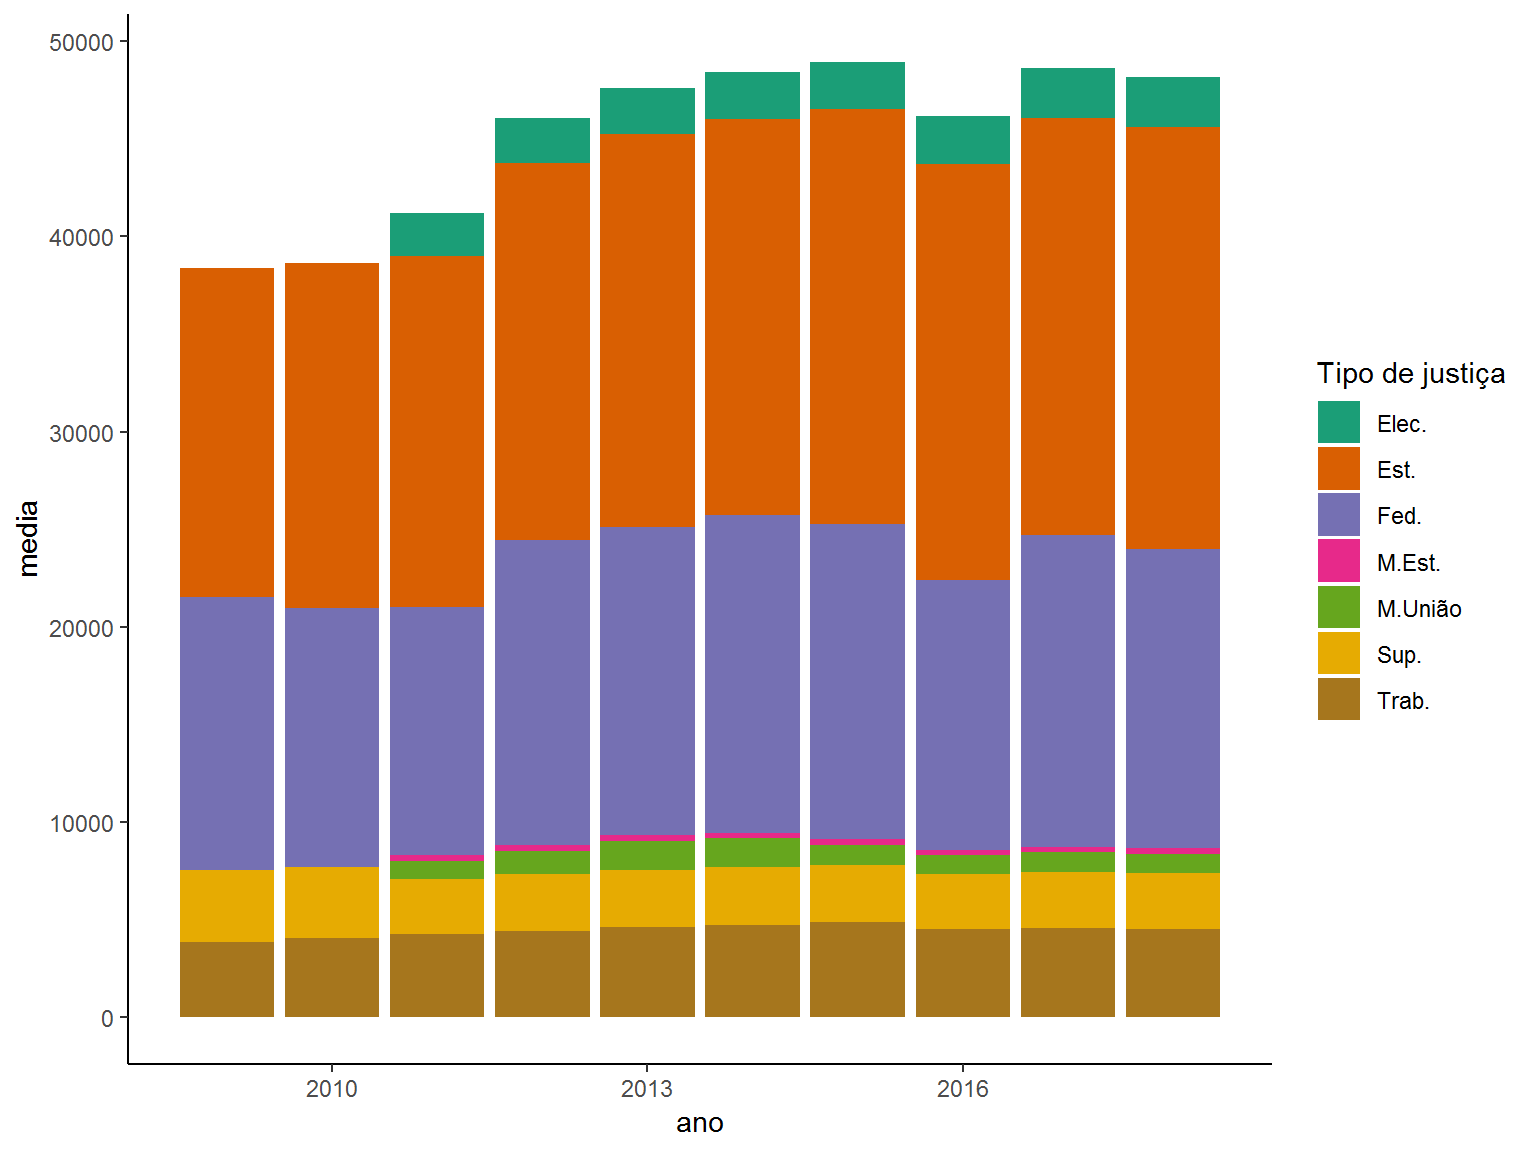 50000
40000
30000
20000
10000
0
media
2010
2013
2016
ano
Tipo de justiça
Elec.
Est.
Fed.
M.Est.
M.União
Sup.
Trab.